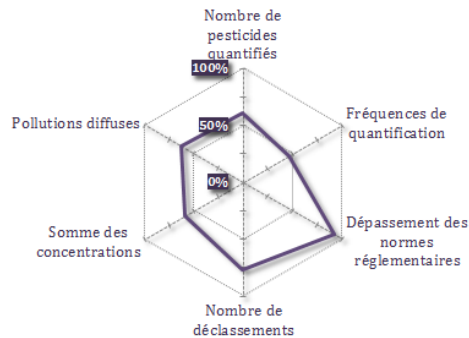 Nombre de
pesticides
quantifiés
100%
Pollutions diffuses
50%
Fréquences de
quantification
0%
Somme des
concentrations
Dépassement des
normes
réglementaires
Nombre de
déclassements